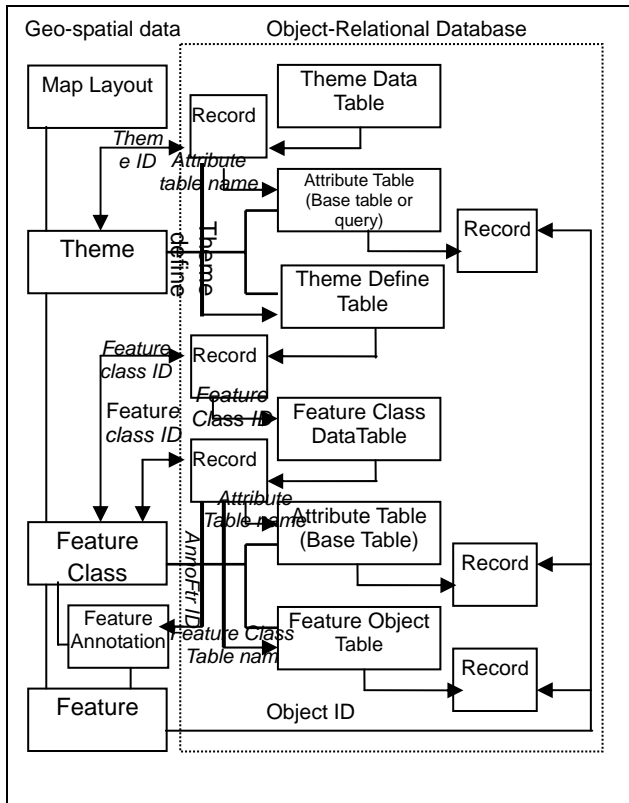 Geo-spatial data
Object-Relational Database
Map Layout
Theme Data
Table
Record
Them
e ID
Attribute
table name
Attribute Table
(Base table or
query)
Record
Theme
Theme
define
Theme Define
Table
Feature
class ID
Record
Feature
Class ID
Feature
class ID
Feature Class
DataTable
Record
Attribute
Table name
Attribute Table
(Base Table)
Feature
Class
AnnoFtr ID
Record
Feature
Annotation
Feature Class
Table nam
Feature Object
Table
Record
Feature
Object ID